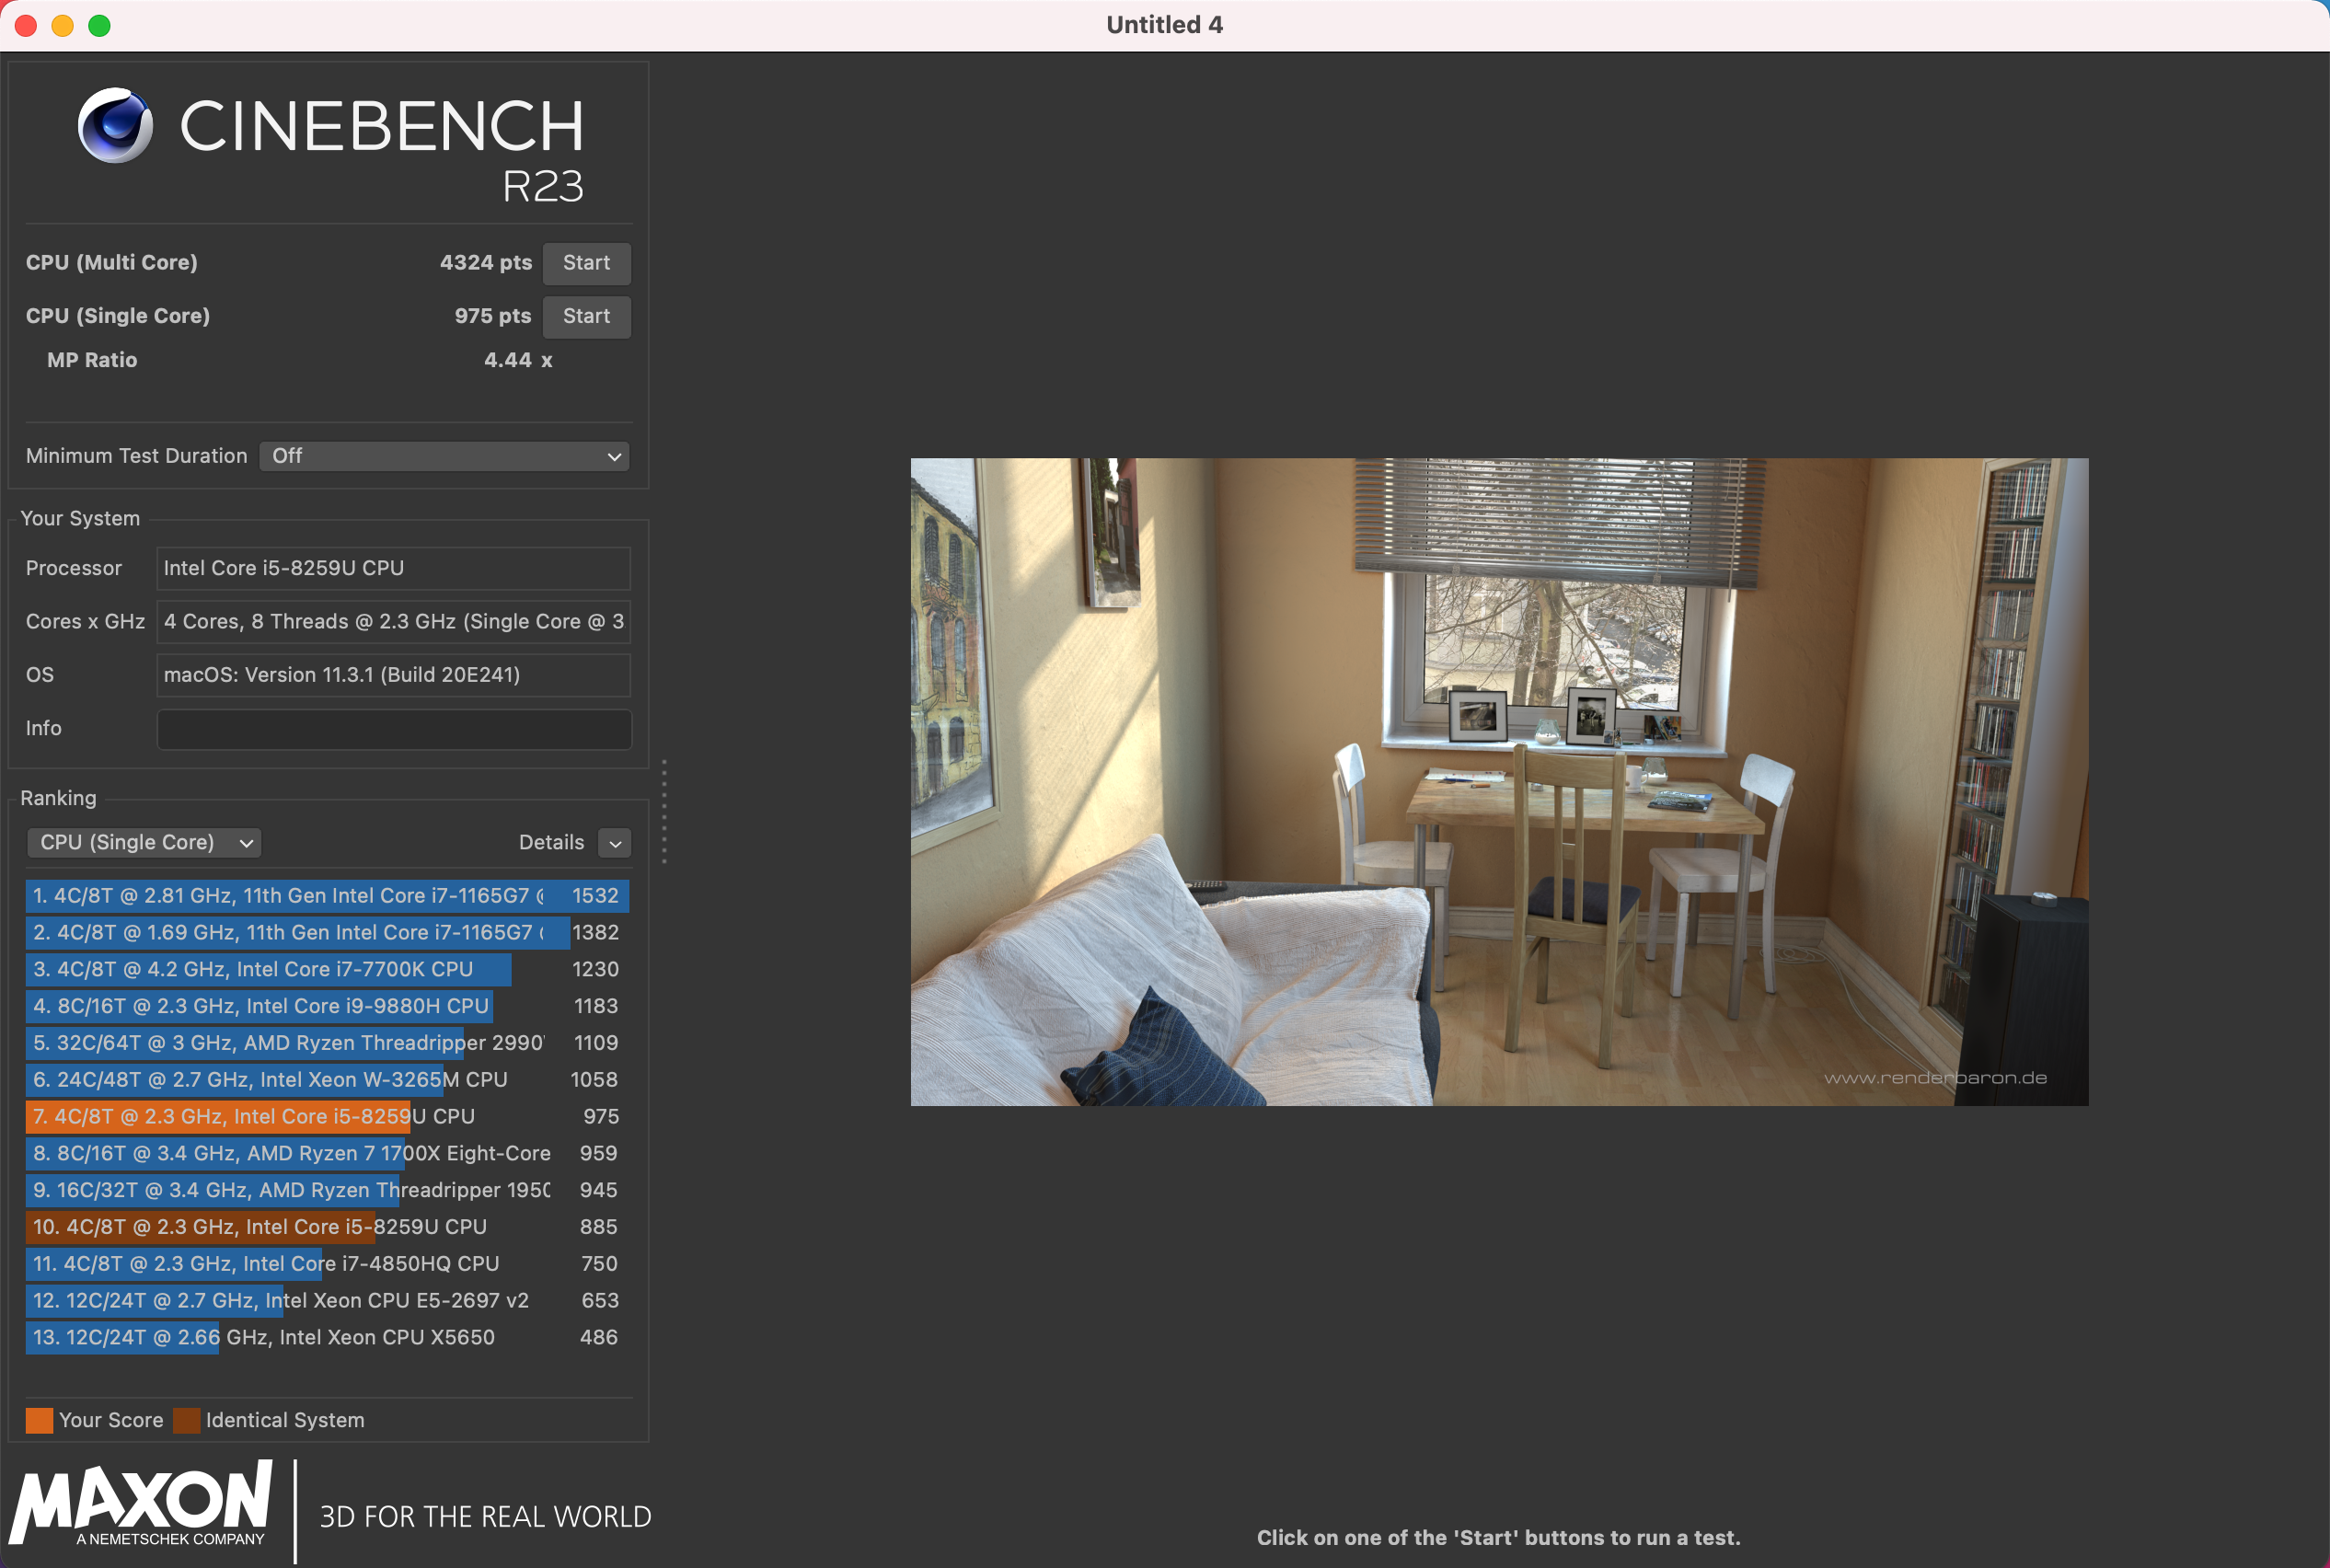 Untitled 4
CINEBENCH
R23
CPU (Multi Core) 4324 pts Start
CPU (Single Core) 975 pts Start
MP Ratio 4.44 x
Minimum Test Duration Off
Your System
Processor Intel Core i5-8259U CPU
Cores x GHz 4 Cores, 8 Threads @ 2.3 GHz (Single Core @ 3
OS macOS: Version 11.3.1 (Build 20E241)
Info
Ranking
CPU (Single Core) Details
1. 4C/8T @ 2.81 GHz, 11th Gen Intel Core i7-1165G7 1532
2. 4C/8T @ 1.69 GHz, 11th Gen Intel Core i7-1165G7 1382
3. 4C/8T @ 4.2 GHz, Intel Core i7-7700K CPU 1230
4. 8C/16T @ 2.3 GHz, Intel Core i9-9880H CPU 1183
5. 32C/64T @ 3 GHz, AMD Ryzen Threadripper 2990 1109
6. 24C/48T @ 2.7 GHz, Intel Xeon W-3265M CPU 1058
7. 4C/8T @ 2.3 GHz, Intel Core i5-8259U CPU 975
8. 8C/16T @ 3.4 GHz, AMD Ryzen 7 1700X Eight-Core 959
9. 16C/32T @ 3.4 GHz, AMD Ryzen Threadripper 1950 945
10. 4C/8T @ 2.3 GHz, Intel Core i5-8259U CPU 885
11. 4C/8T @ 2.3 GHz, Intel Core i7-4850HQ CPU 750
12. 12C/24T @ 2.7 GHz, Intel Xeon CPU E5-2697 v2 653
13. 12C/24T @ 2.66 GHz, Intel Xeon CPU X5650 486
Your Score Identical System
MAXON
A NEMETSCHEK COMPANY
3D FOR THE REAL WORLD
www.renderbaron.de
Click on one of the 'Start' buttons to run a test.